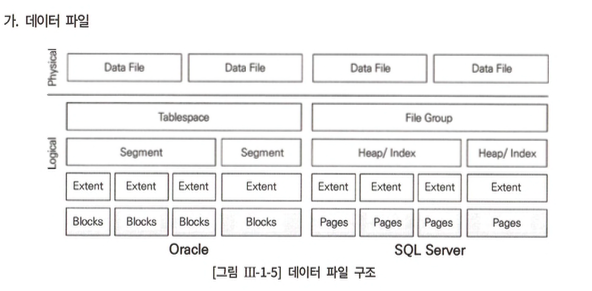 가. 데이터 파일
Physical
Data File Data File Data File Data File
Logical
Tablespace File Group
Segment Segment Heap/ Index Heap/ Index
Extent Extent Extent Extent Extent Extent Extent Extent
Blocks Blocks Blocks Blocks Pages Pages Pages Pages
Oracle SQL Server
[그림 Ⅲ-1-5] 데이터 파일 구조